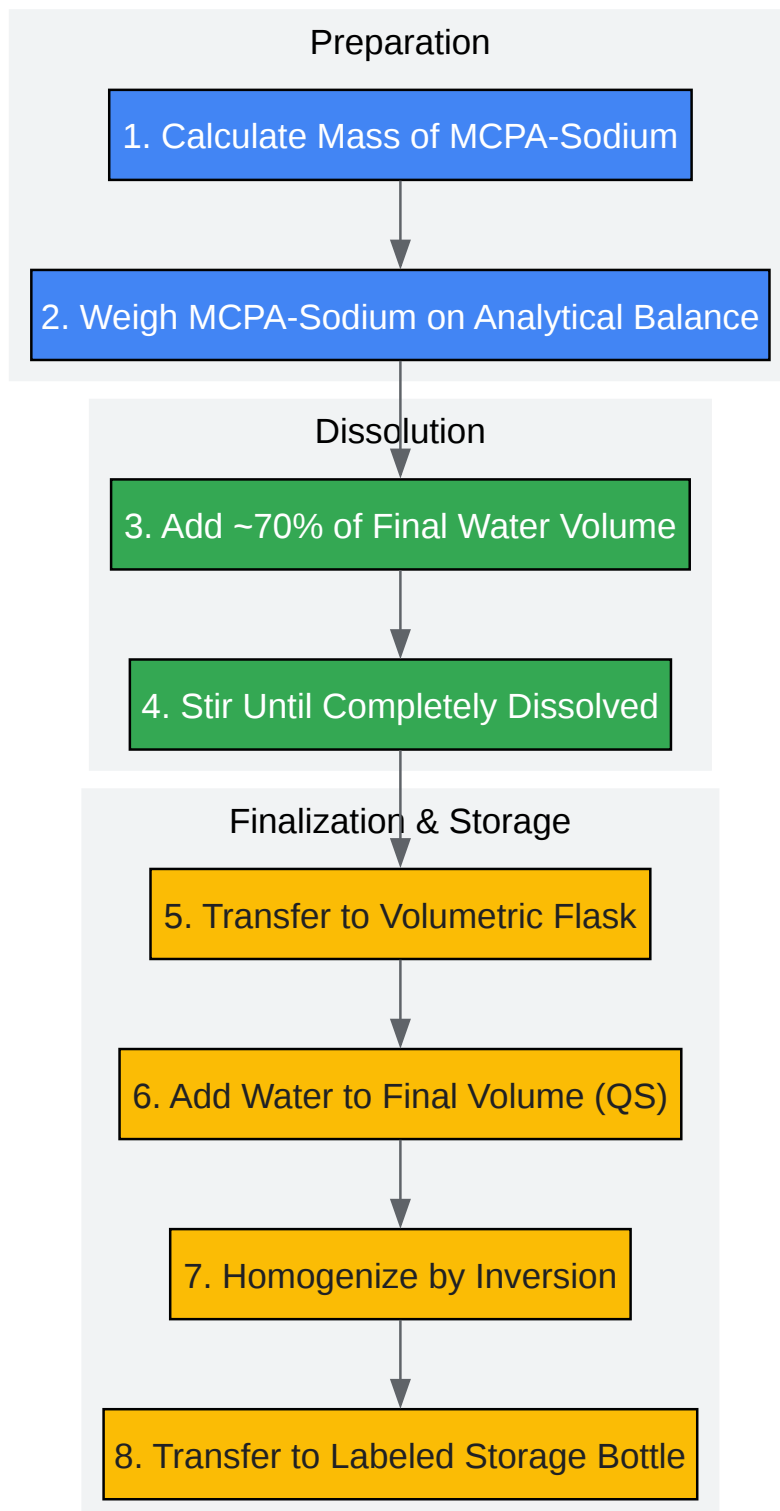 Preparation
1. Calculate Mass of MCPA-Sodium
2. Weigh MCPA-Sodium on Analytical Balance
Dissolution
3. Add ~70% of Final Water Volume
4. Stir Until Completely Dissolved
Finalization & Storage
5. Transfer to Volumetric Flask
6. Add Water to Final Volume (QS)
7. Homogenize by Inversion
8. Transfer to Labeled Storage Bottle